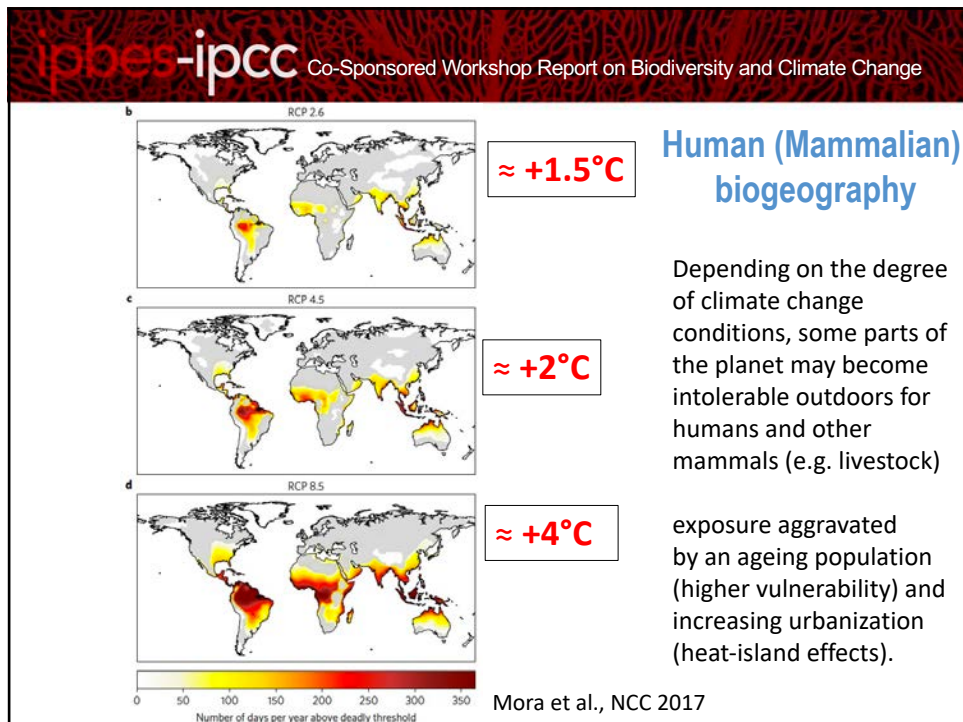 ipbes-ipcc Co-Sponsored Workshop Report on Biodiversity and Climate Change
b
RCP 2.6
≈ +1.5°C
Human (Mammalian)
biogeography
Depending on the degree
of climate change
conditions, some parts of
the planet may become
intolerable outdoors for
humans and other
mammals (e.g. livestock)
c
RCP 4.5
≈ +2°C
d
RCP 8.5
≈ +4°C
exposure aggravated
by an ageing population
(higher vulnerability) and
increasing urbanization
(heat-island effects).
0 50 100 150 200 250 300 350
Number of days per year above deadly threshold
Mora et al., NCC 2017